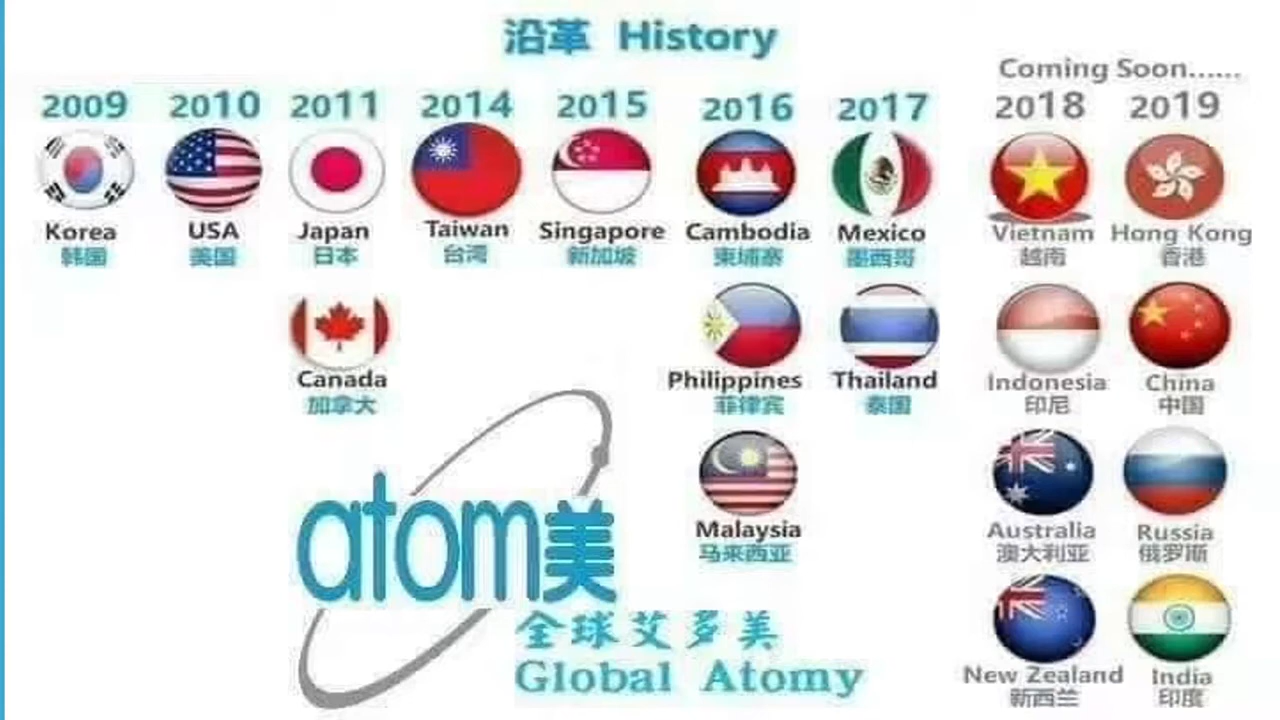 沿革 History
Coming Soon......
2009 2010 2011 2014 2015 2016 2017 2018 2019
Korea USA Japan Taiwan Singapore Cambodia Mexico Vietnam Hong Kong
韩国 美国 日本 台湾 新加坡 柬埔寨 墨西哥 越南 香港
Canada Philippines Thailand Indonesia China
加拿大 菲律宾 泰国 印尼 中国
Malaysia Australia Russia
马来西亚 澳大利亚 俄罗斯
atom美
全球艾多美
Global Atomy
New Zealand India
新西兰 印度